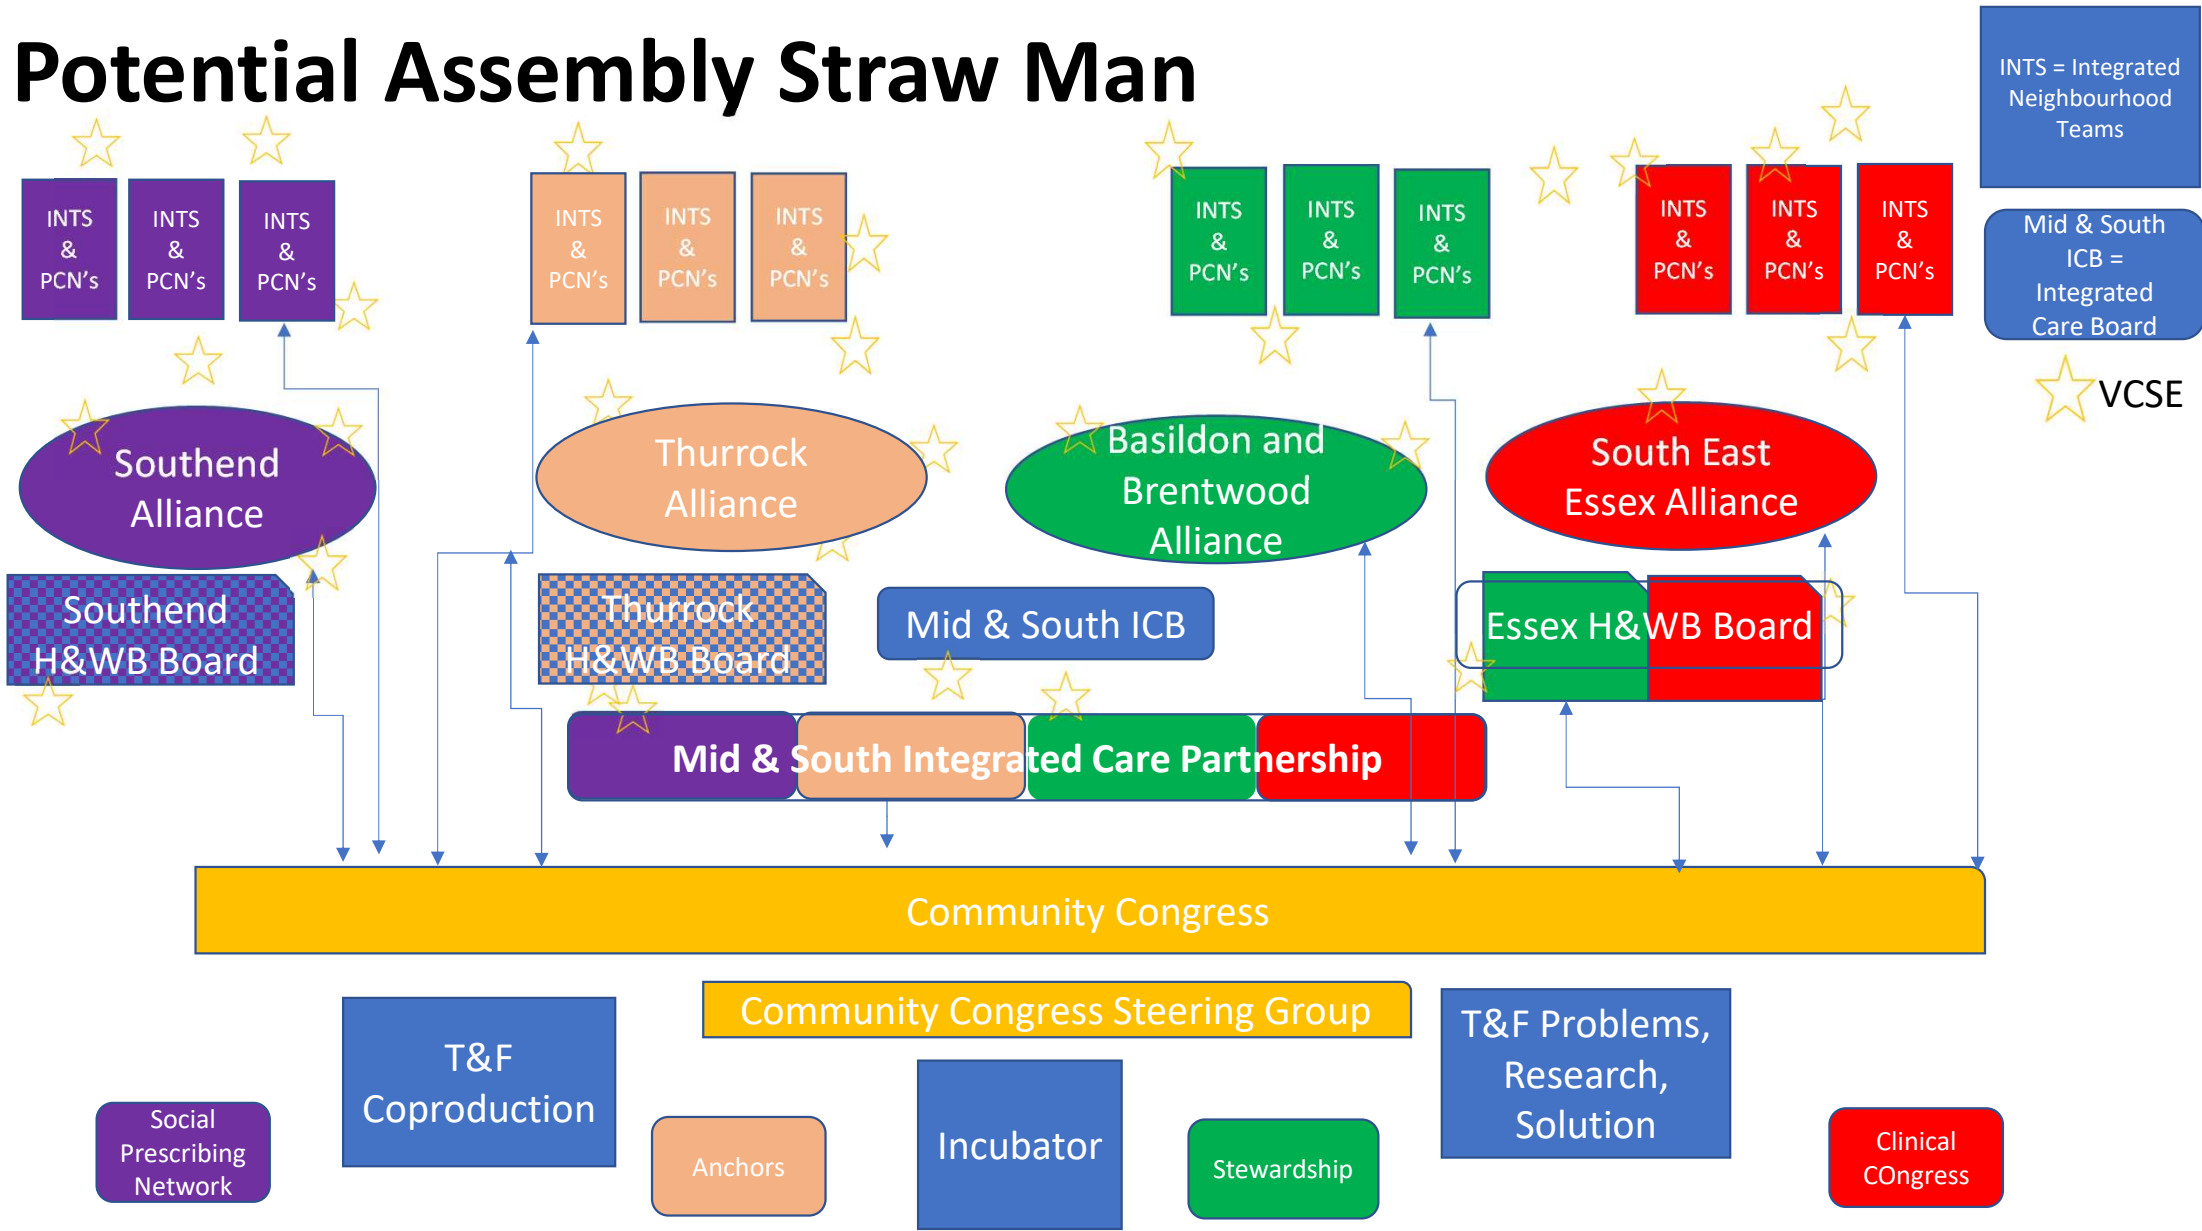 Potential Assembly Straw Man
INTS = Integrated
Neighbourhood
Teams
Mid & South
ICB =
Integrated
Care Board
VCSE
INTS
&
PCN's
INTS
&
PCN's
INTS
&
PCN's
INTS
&
PCN's
INTS
&
PCN's
INTS
&
PCN's
INTS
&
PCN's
INTS
&
PCN's
INTS
&
PCN's
INTS
&
PCN's
INTS
&
PCN's
INTS
&
PCN's
Southend
Alliance
Thurrock
Alliance
Basildon and
Brentwood
Alliance
South East
Essex Alliance
Southend
H&WB Board
Thurrock
H&WB Board
Mid & South ICB
Essex H&WB Board
Mid & South Integrated Care Partnership
Community Congress
Community Congress Steering Group
T&F
Coproduction
T&F Problems,
Research,
Solution
Social
Prescribing
Network
Anchors
Incubator
Stewardship
Clinical
COngress